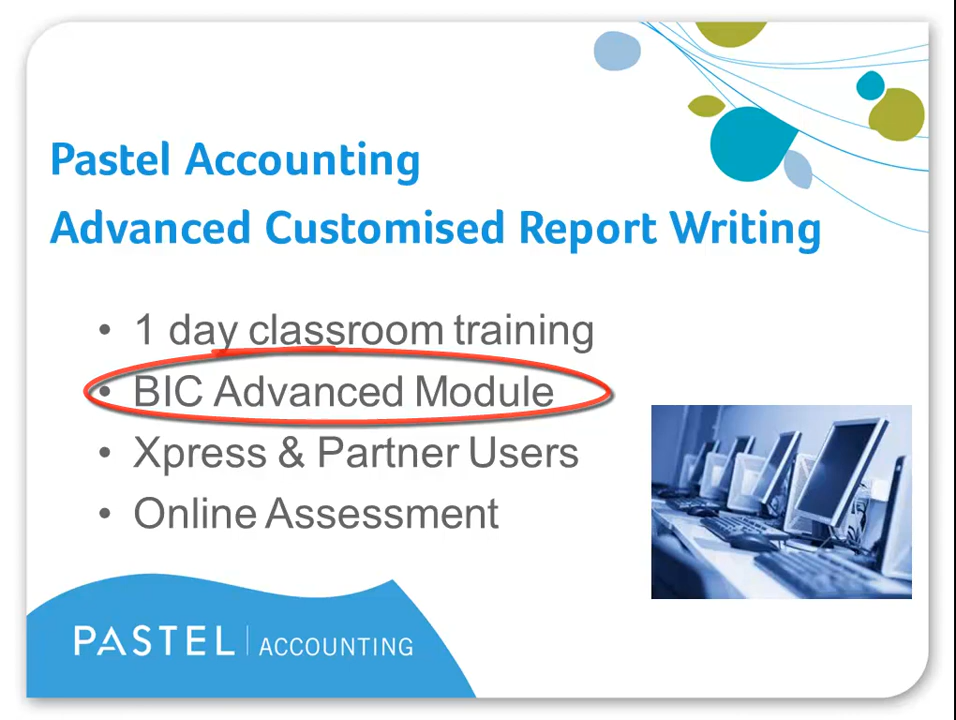 Pastel Accounting
Advanced Customised Report Writing
• 1 day classroom training
• BIC Advanced Module
• Xpress & Partner Users
• Online Assessment
PASTEL | ACCOUNTING